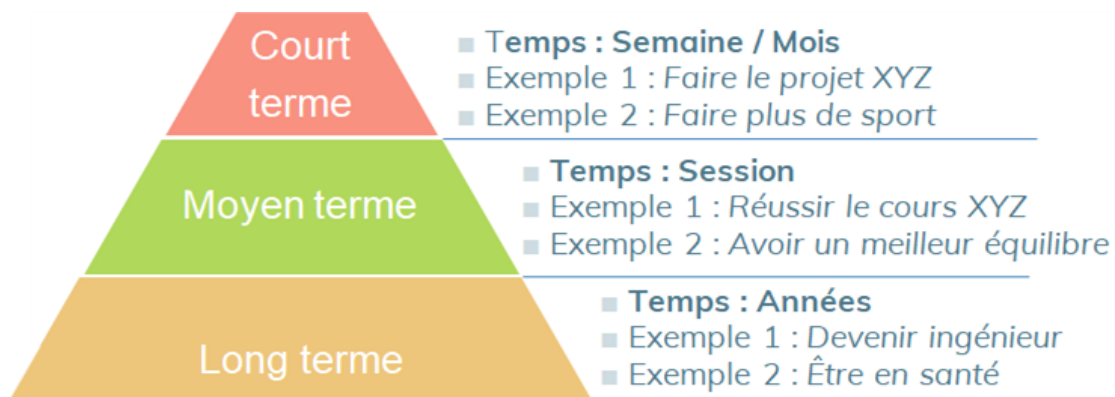 Court
terme
■ Temps : Semaine / Mois
■ Exemple 1 : Faire le projet XYZ
■ Exemple 2 : Faire plus de sport
Moyen terme
■ Temps : Session
■ Exemple 1 : Réussir le cours XYZ
■ Exemple 2 : Avoir un meilleur équilibre
Long terme
■ Temps : Années
■ Exemple 1 : Devenir ingénieur
■ Exemple 2 : Être en santé